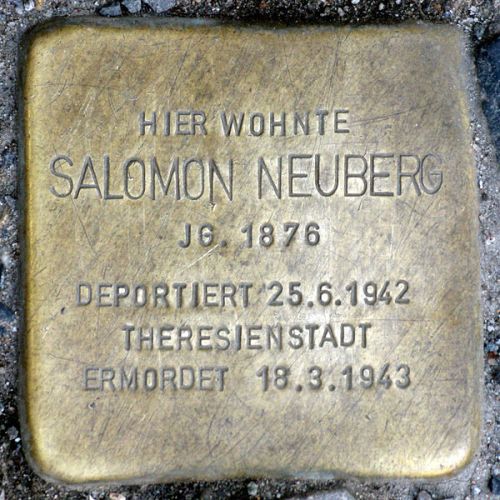 HIER WOHNTE
SALOMON NEUBERG
JG. 1876
DEPORTIERT 25.6.1942
THERESIENSTADT
ERMORDET 18.3.1943